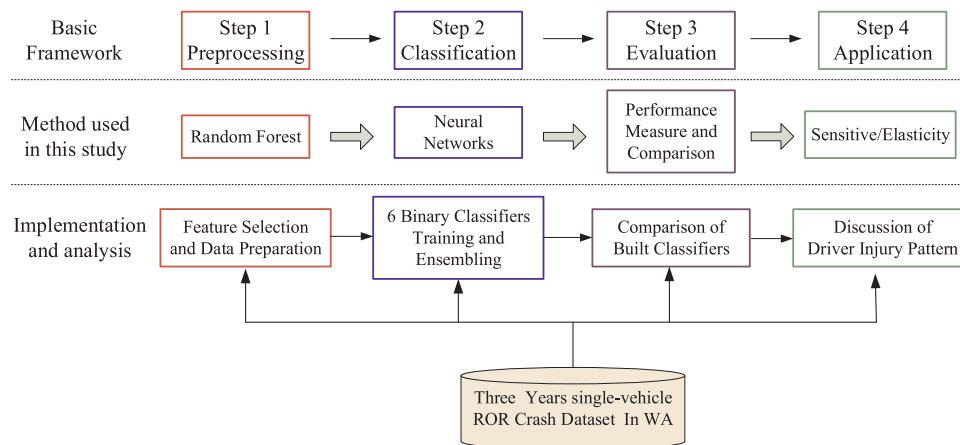 Basic
Framework
Step 1
Preprocessing
Step 2
Classification
Step 3
Evaluation
Step 4
Application
Method used
in this study
Random Forest
Neural
Networks
Performance
Measure and
Comparison
Sensitive/Elasticity
Implementation
and analysis
Feature Selection
and Data Preparation
6 Binary Classifiers
Training and
Ensembling
Comparison of
Built Classifiers
Discussion of
Driver Injury Pattern
Three Years single-vehicle
ROR Crash Dataset In WA